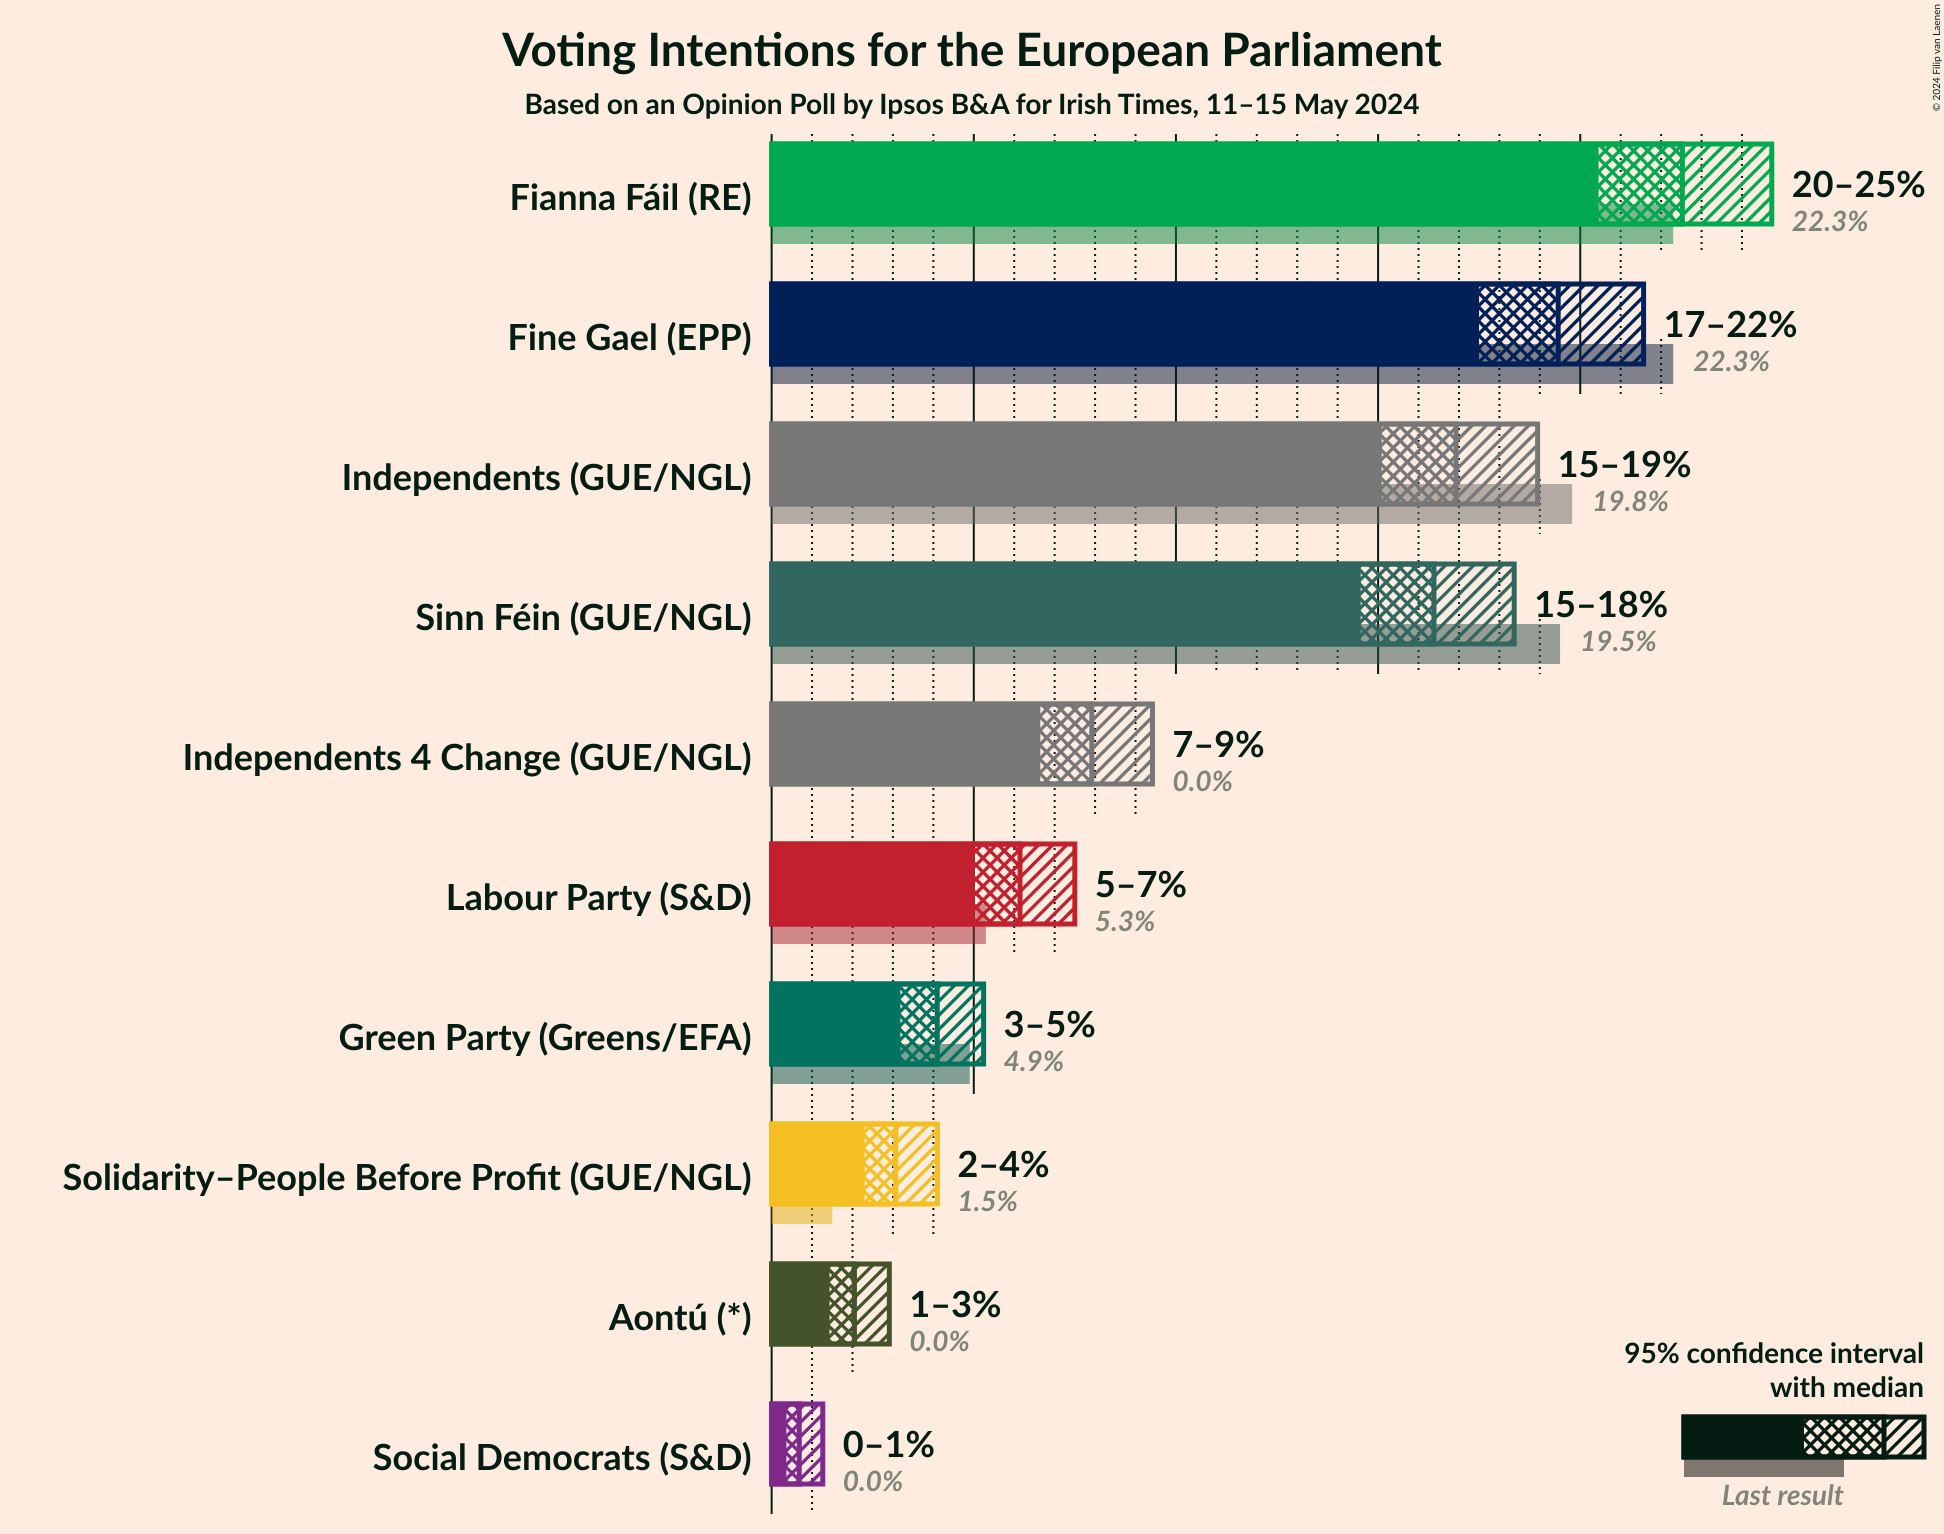 Voting Intentions for the European Parliament
Based on an Opinion Poll by Ipsos B&A for Irish Times, 11–15 May 2024
© 2024 Filip van Laenen
Fianna Fáil (RE)
20–25%
22.3%
Fine Gael (EPP)
17–22%
22.3%
Independents (GUE/NGL)
15–19%
19.8%
Sinn Féin (GUE/NGL)
15–18%
19.5%
Independents 4 Change (GUE/NGL)
7–9%
0.0%
Labour Party (S&D)
5–7%
5.3%
Green Party (Greens/EFA)
3–5%
4.9%
Solidarity–People Before Profit (GUE/NGL)
2–4%
1.5%
Aontú (*)
1–3%
0.0%
Social Democrats (S&D)
0–1%
0.0%
95% confidence interval
with median
Last result